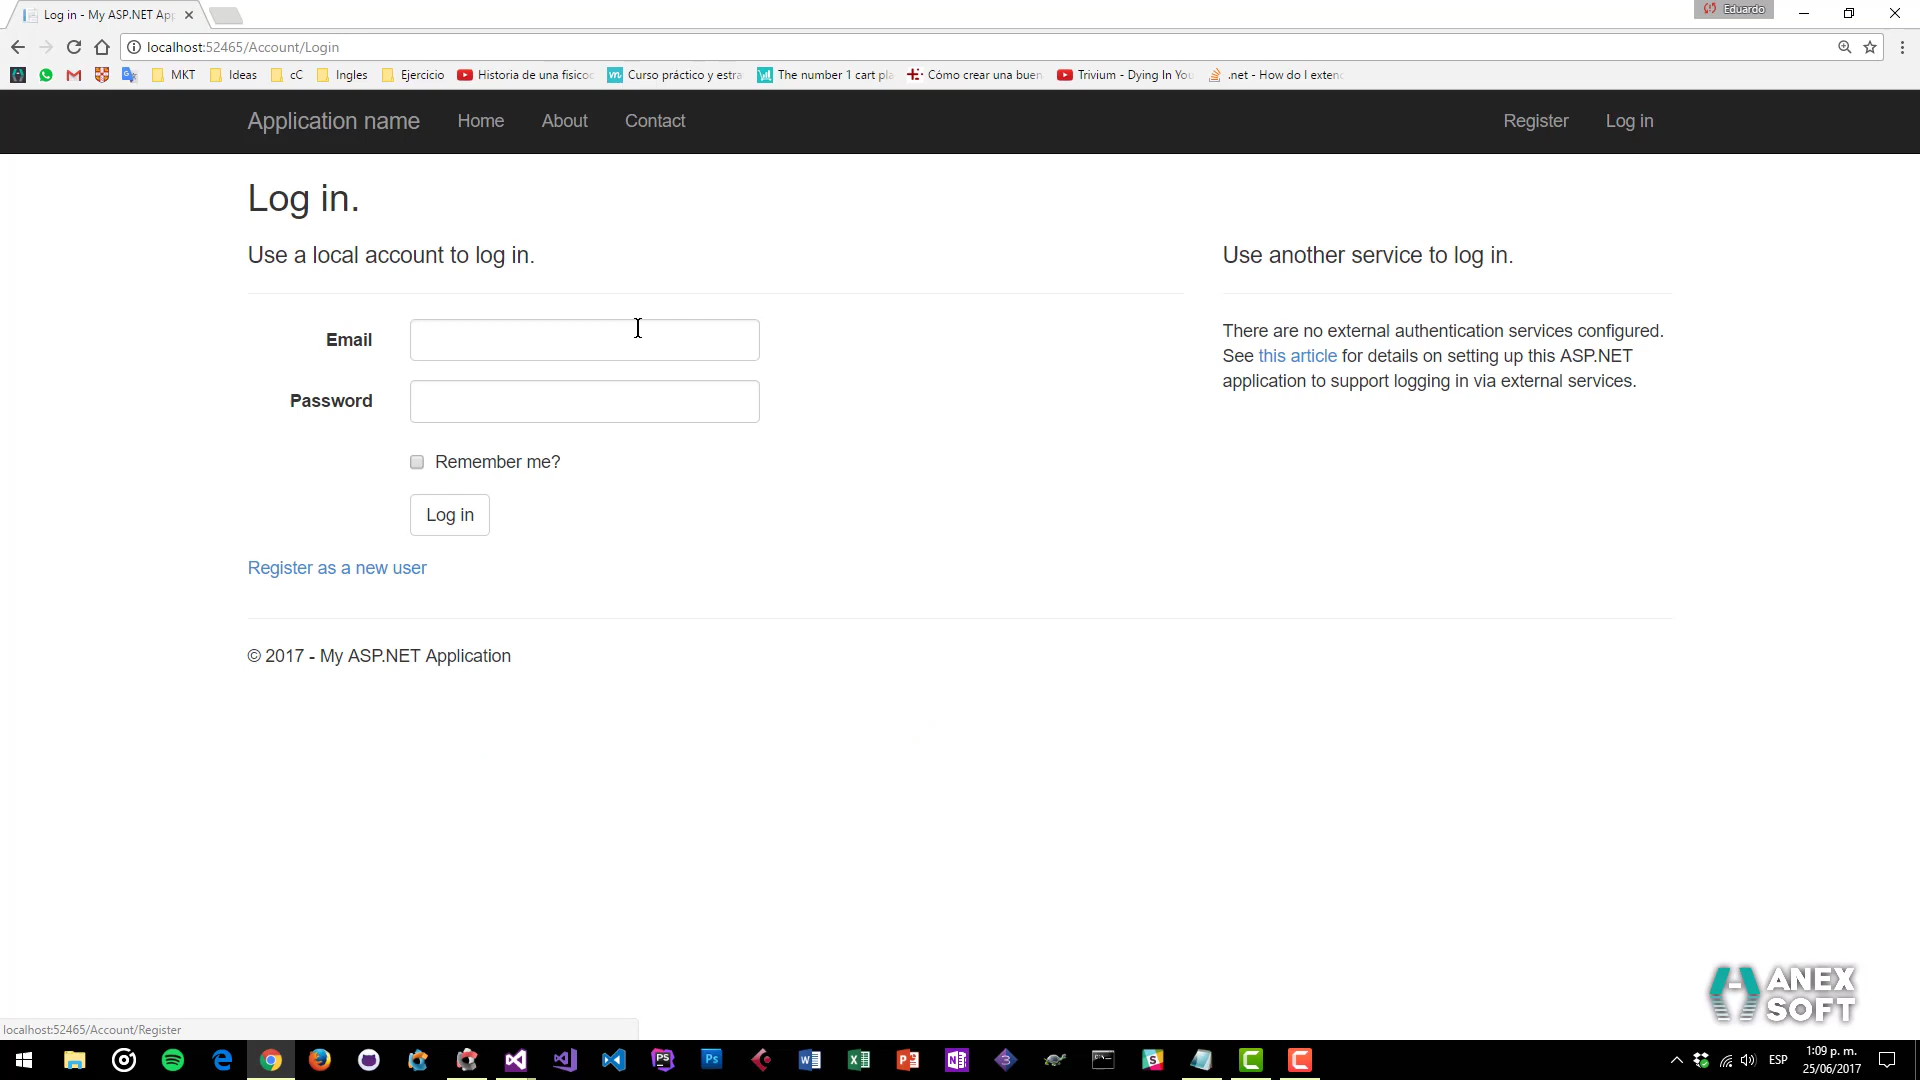 Log in - My ASP.NET App
Eduardo
localhost:52465/Account/Login
MKT
Ideas
cC
Ingles
Ejercicio
Historia de una fisico
Curso práctico y estra
The number 1 cart pla
Cómo crear una buen
Trivium - Dying In You
.net - How do I extend
Application name
Home
About
Contact
Register
Log in
Log in.
Use a local account to log in.
Use another service to log in.
Email
There are no external authentication services configured.
See this article for details on setting up this ASP.NET
application to support logging in via external services.
Password
Remember me?
Log in
Register as a new user
© 2017 - My ASP.NET Application
ANEX
SOFT
localhost:52465/Account/Register
ESP
1:09 p. m.
25/06/2017